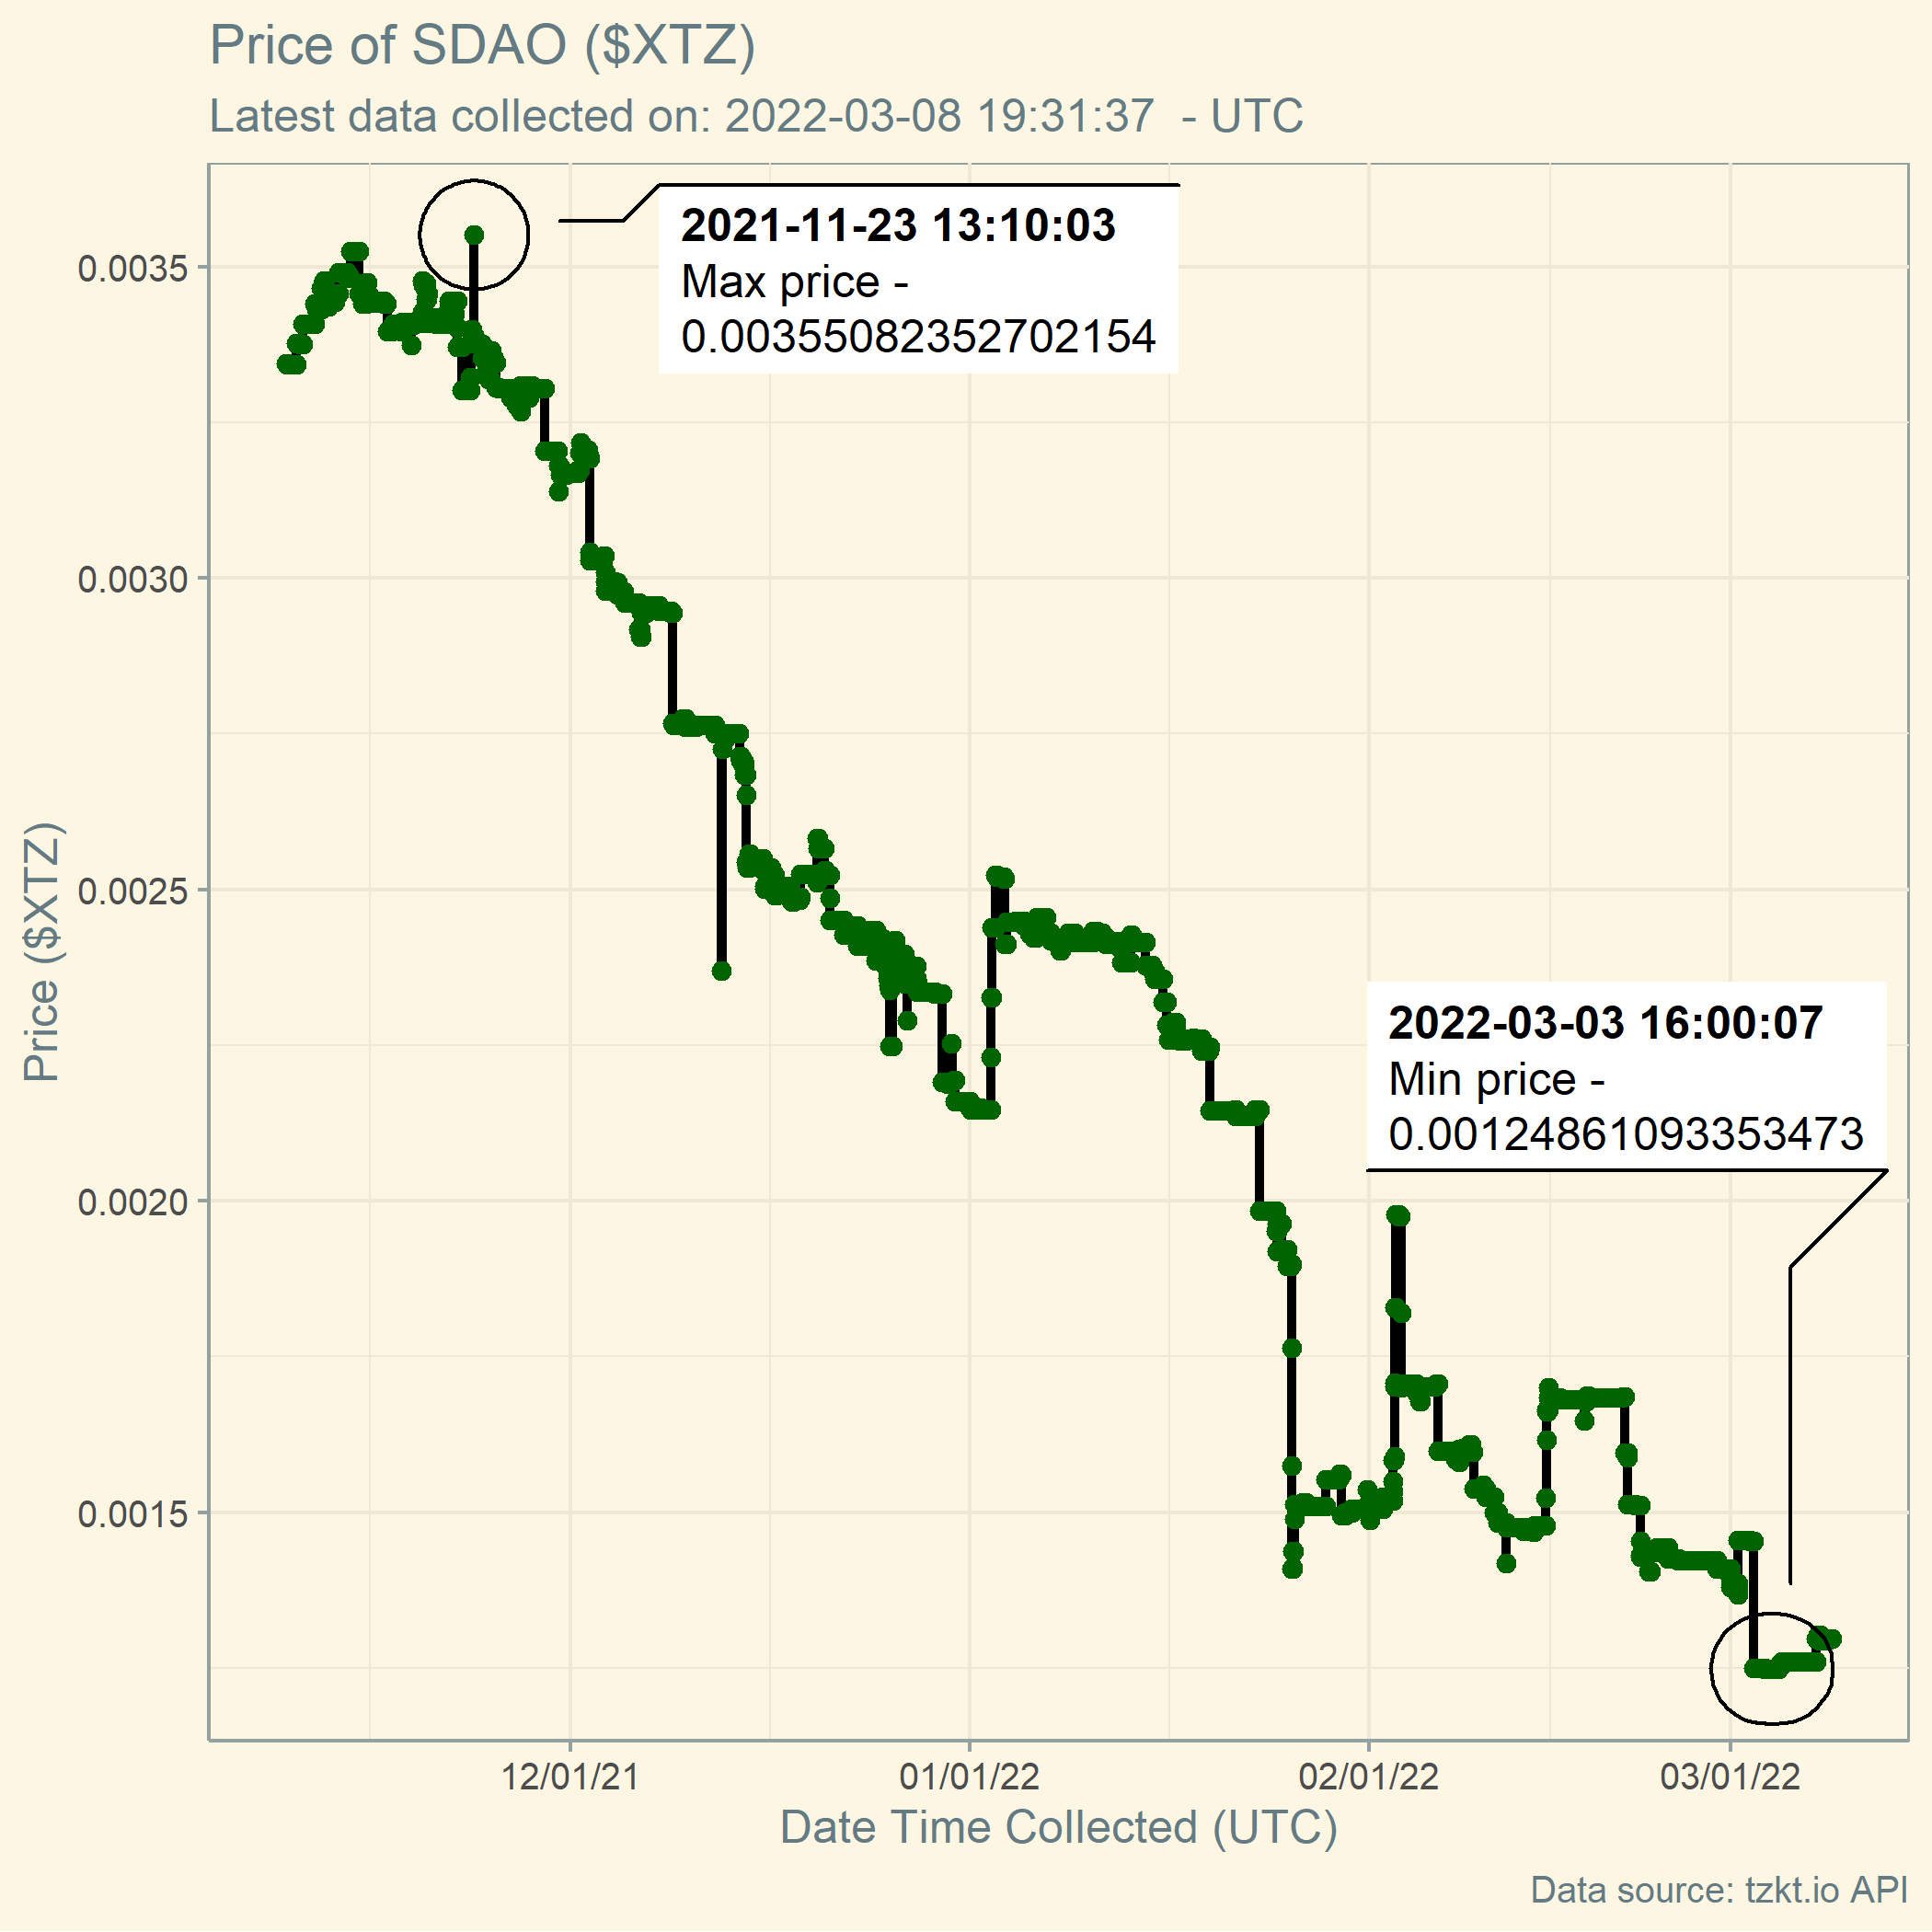 Price of SDAO ($XTZ)
Latest data collected on: 2022-03-08 19:31:37  - UTC
2021-11-23 13:10:03
Max price -
0.00355082352702154
2022-03-03 16:00:07
Min price -
0.00124861093353473
Price ($XTZ)
0.0035
0.0030
0.0025
0.0020
0.0015
12/01/21
01/01/22
02/01/22
03/01/22
Date Time Collected (UTC)
Data source: tzkt.io API